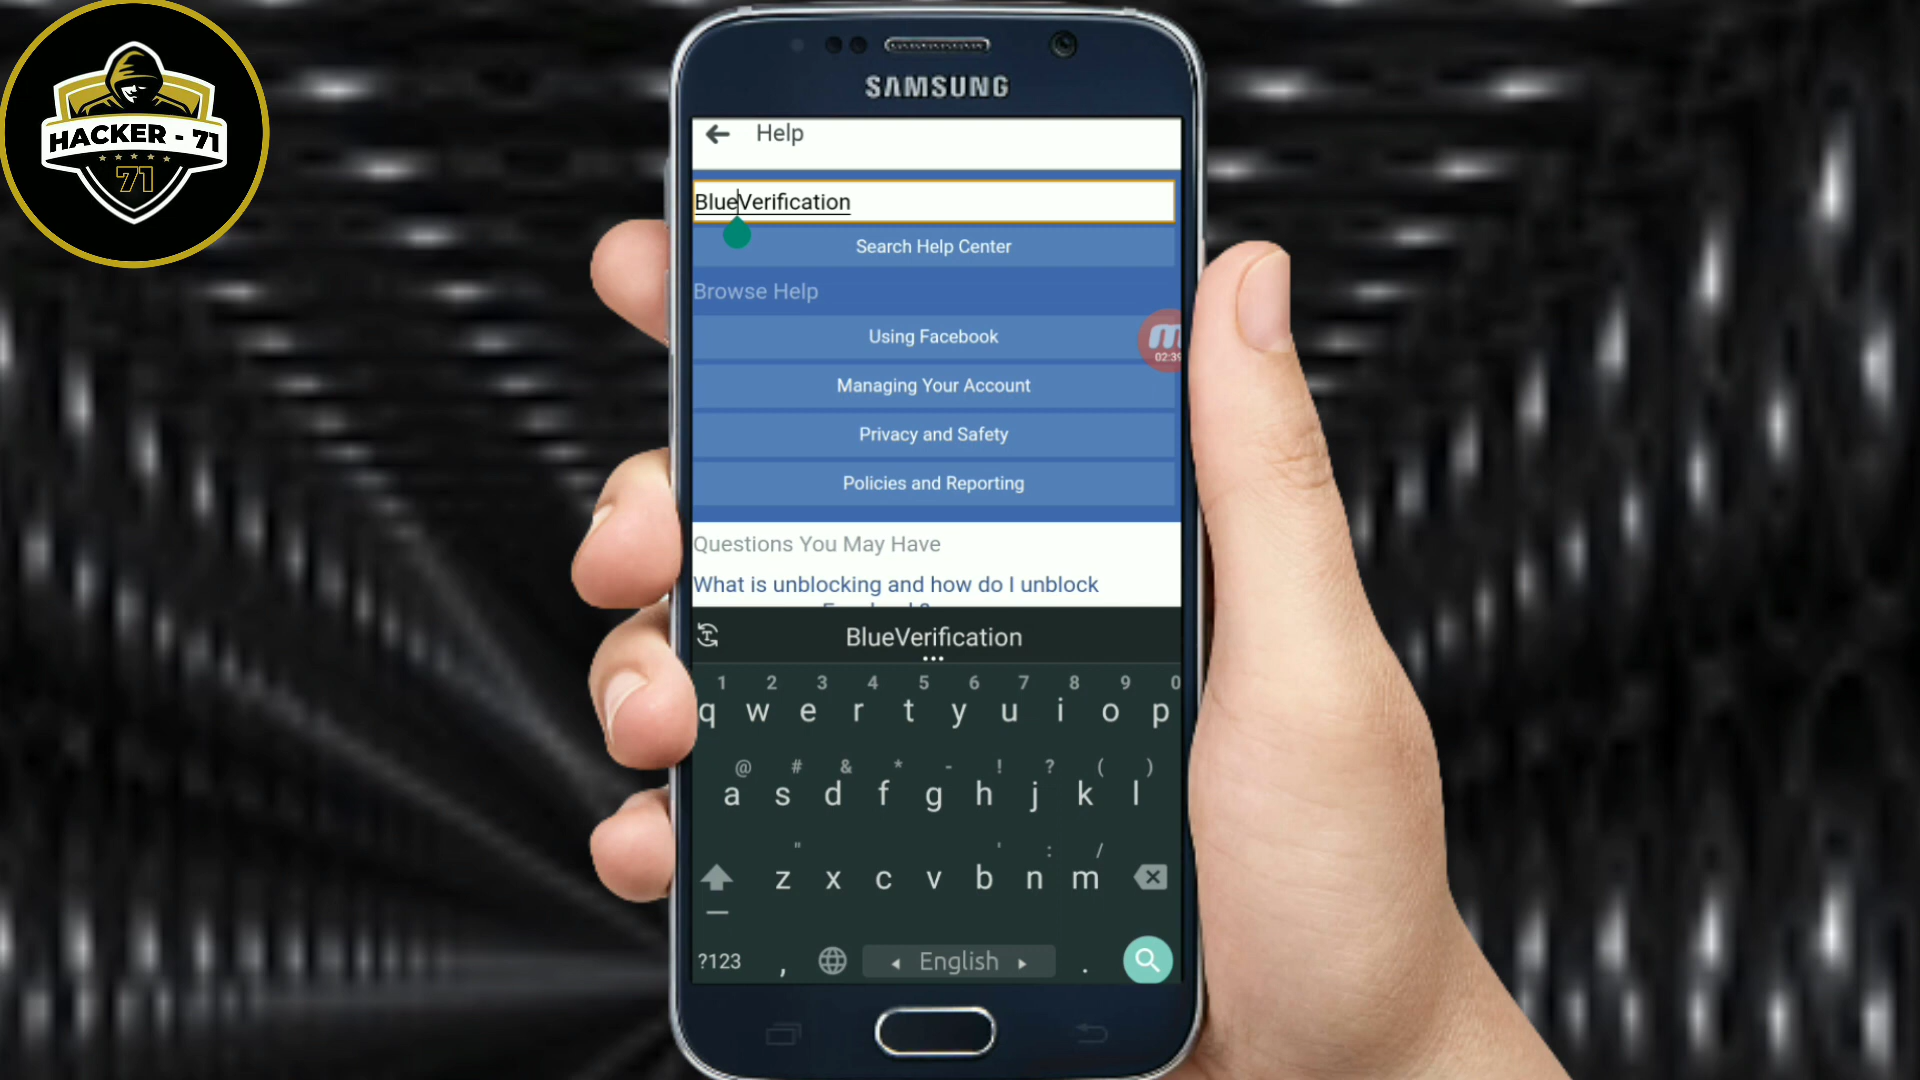 HACKER - 71
71
SAMSUNG
Help
BlueVerification
Search Help Center
Browse Help
Using Facebook
02:39
Managing Your Account
Privacy and Safety
Policies and Reporting
Questions You May Have
What is unblocking and how do I unblock
BlueVerification
1 2 3 4 5 6 7 8 9 0
q w e r t y u i o p
@ # & * - ! ? ( )
a s d f g h j k l
" ' : /
z x c v b n m
?123 , English .